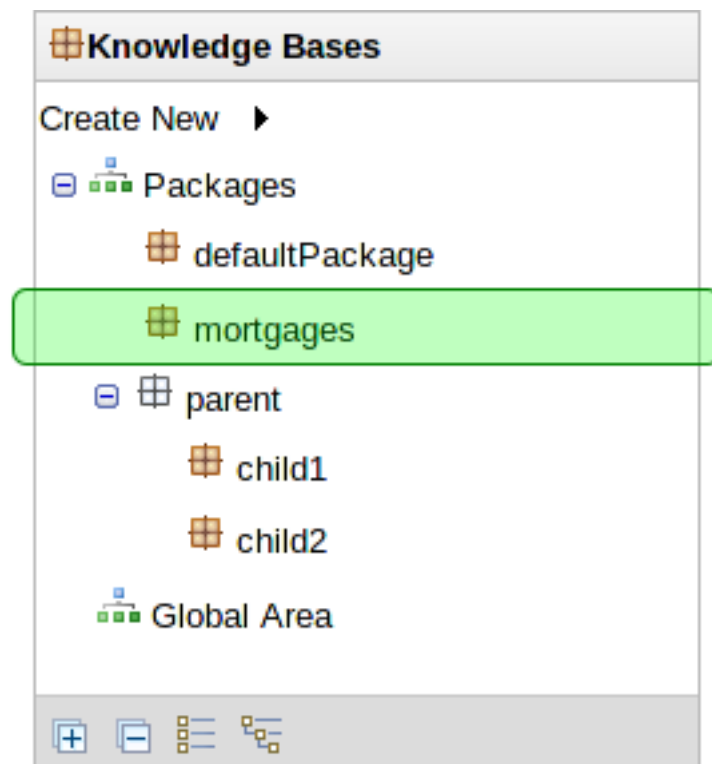 Knowledge Bases
Create New
Packages
defaultPackage
mortgages
parent
child1
child2
Global Area